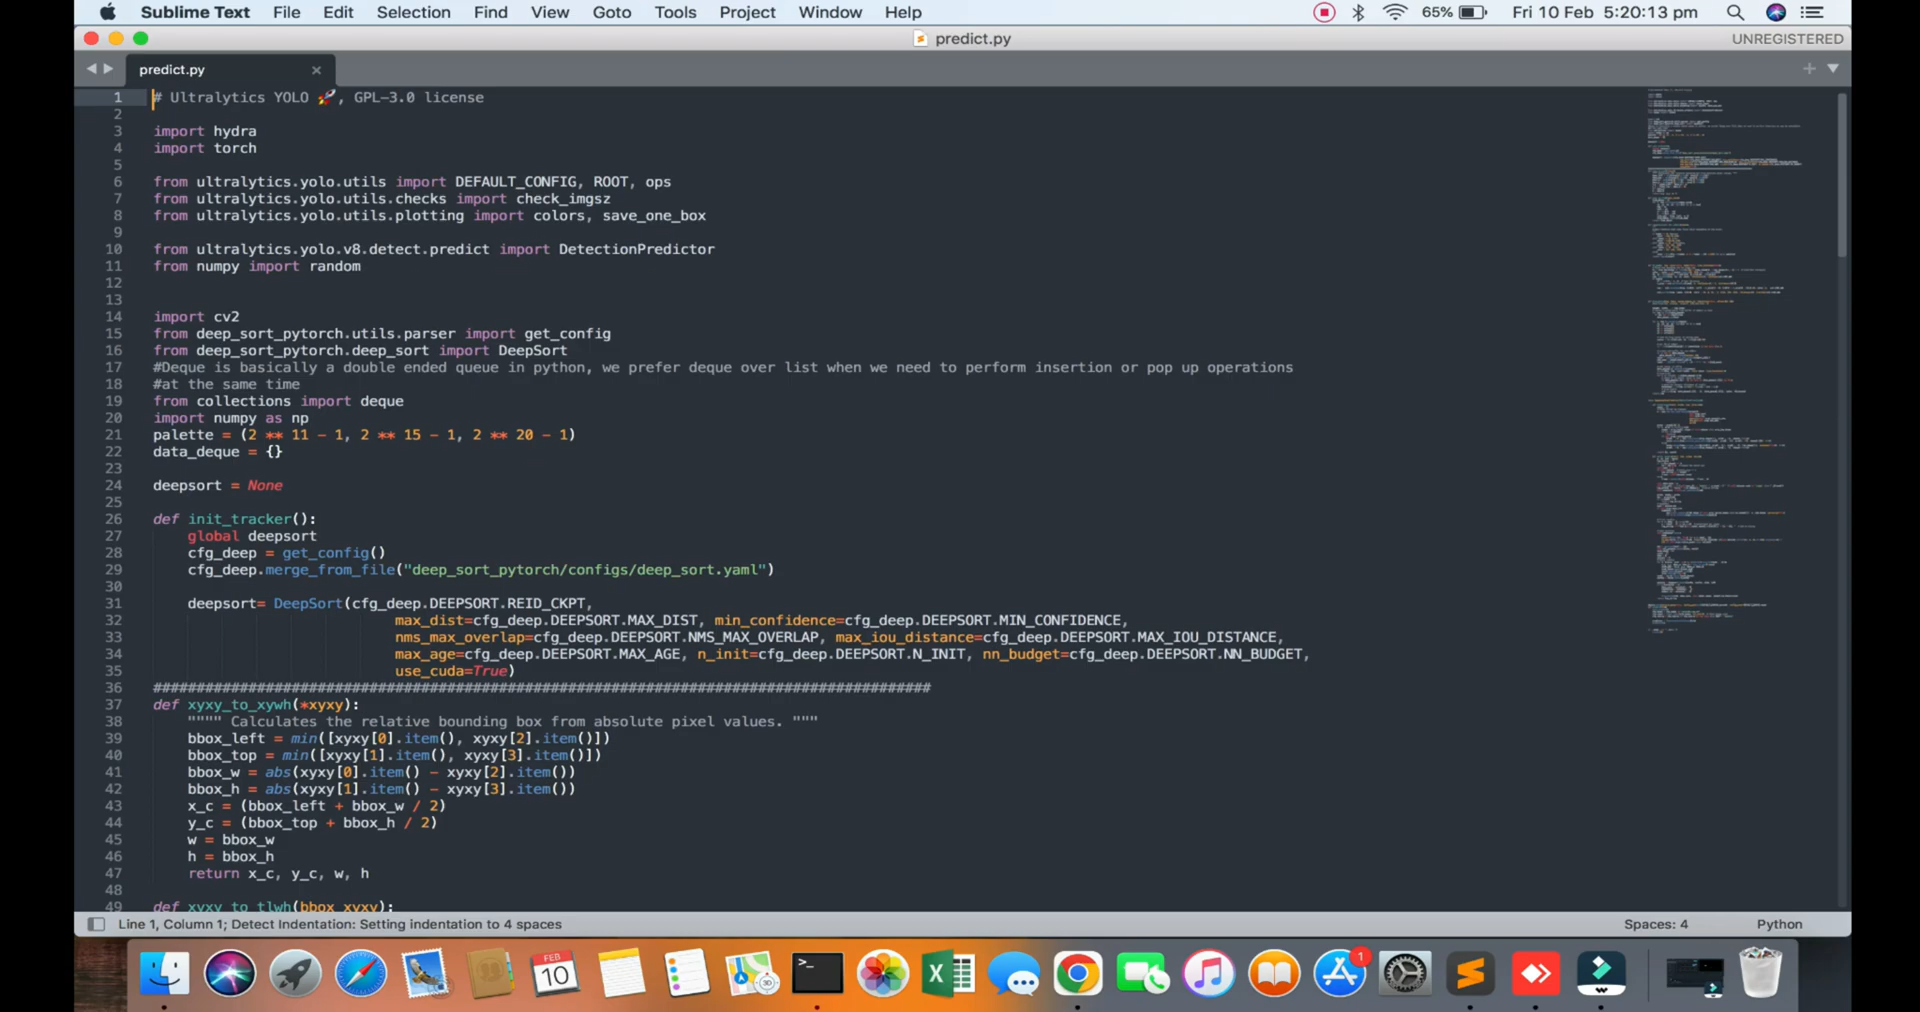 Sublime Text File Edit Selection Find View Goto Tools Project Window Help 65% Fri 10 Feb 5:20:13 pm
predict.py UNREGISTERED
predict.py
1 # Ultralytics YOLO 🚀, GPL-3.0 license
2
3 import hydra
4 import torch
5
6 from ultralytics.yolo.utils import DEFAULT_CONFIG, ROOT, ops
7 from ultralytics.yolo.utils.checks import check_imgsz
8 from ultralytics.yolo.utils.plotting import colors, save_one_box
9
10 from ultralytics.yolo.v8.detect.predict import DetectionPredictor
11 from numpy import random
12
13
14 import cv2
15 from deep_sort_pytorch.utils.parser import get_config
16 from deep_sort_pytorch.deep_sort import DeepSort
17 #Deque is basically a double ended queue in python, we prefer deque over list when we need to perform insertion or pop up operations
18 #at the same time
19 from collections import deque
20 import numpy as np
21 palette = (2 ** 11 - 1, 2 ** 15 - 1, 2 ** 20 - 1)
22 data_deque = {}
23
24 deepsort = None
25
26 def init_tracker():
27 global deepsort
28 cfg_deep = get_config()
29 cfg_deep.merge_from_file("deep_sort_pytorch/configs/deep_sort.yaml")
30
31 deepsort= DeepSort(cfg_deep.DEEPSORT.REID_CKPT,
32 max_dist=cfg_deep.DEEPSORT.MAX_DIST, min_confidence=cfg_deep.DEEPSORT.MIN_CONFIDENCE,
33 nms_max_overlap=cfg_deep.DEEPSORT.NMS_MAX_OVERLAP, max_iou_distance=cfg_deep.DEEPSORT.MAX_IOU_DISTANCE,
34 max_age=cfg_deep.DEEPSORT.MAX_AGE, n_init=cfg_deep.DEEPSORT.N_INIT, nn_budget=cfg_deep.DEEPSORT.NN_BUDGET,
35 use_cuda=True)
36 ##########################################################################################
37 def xyxy_to_xywh(*xyxy):
38 """" Calculates the relative bounding box from absolute pixel values. """
39 bbox_left = min([xyxy[0].item(), xyxy[2].item()])
40 bbox_top = min([xyxy[1].item(), xyxy[3].item()])
41 bbox_w = abs(xyxy[0].item() - xyxy[2].item())
42 bbox_h = abs(xyxy[1].item() - xyxy[3].item())
43 x_c = (bbox_left + bbox_w / 2)
44 y_c = (bbox_top + bbox_h / 2)
45 w = bbox_w
46 h = bbox_h
47 return x_c, y_c, w, h
48
49 def xyxy_to_tlwh(bbox_xyxy):
Line 1, Column 1; Detect Indentation: Setting indentation to 4 spaces Spaces: 4 Python
FEB
10
1